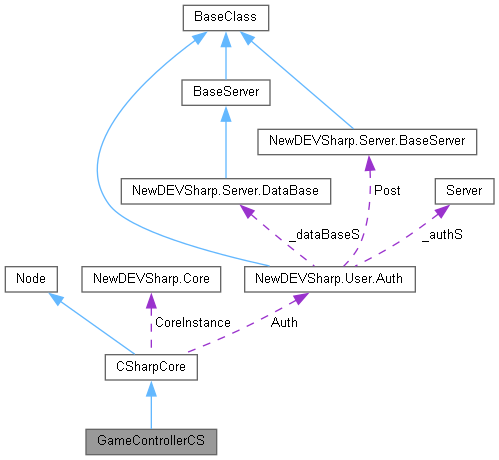 BaseClass
BaseServer
NewDEVSharp.Server.BaseServer
NewDEVSharp.Server.DataBase
Post
Server
_dataBaseS
_authS
Node
NewDEVSharp.Core
NewDEVSharp.User.Auth
CoreInstance
Auth
CSharpCore
GameControllerCS